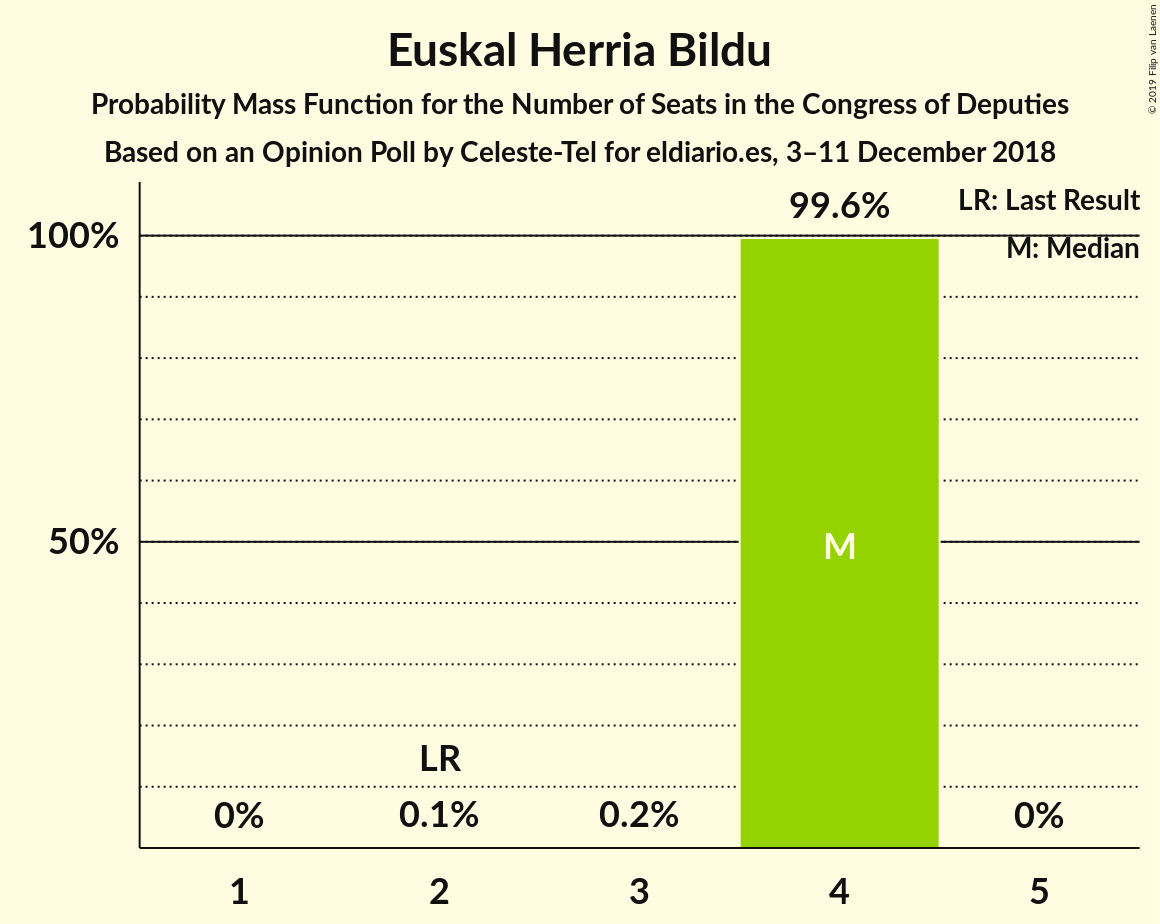 Euskal Herria Bildu
Probability Mass Function for the Number of Seats in the Congress of Deputies
Based on an Opinion Poll by Celeste-Tel for eldiario.es, 3–11 December 2018
© 2019 Filip van Laenen
LR: Last Result
M: Median
99.6%
100%
50%
M
LR
0%
0.1%
0.2%
0%
1
2
3
4
5